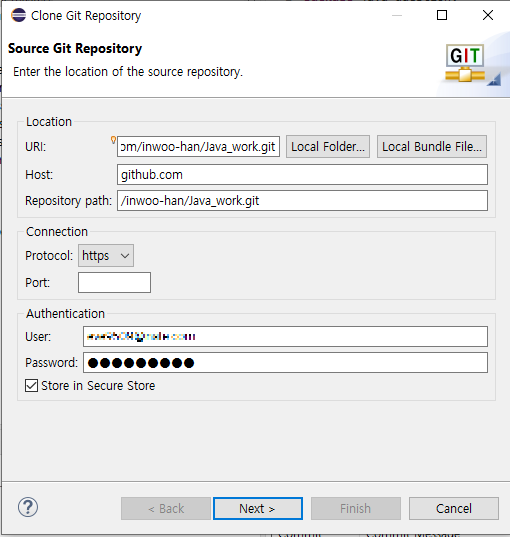 Clone Git Repository
Source Git Repository
Enter the location of the source repository.
GIT
Location
URI: om/inwoo-han/Java_work.git Local Folder... Local Bundle File...
Host: github.com
Repository path: /inwoo-han/Java_work.git
Connection
Protocol: https
Port:
Authentication
User:
Password: ●●●●●●●●●
Store in Secure Store
< Back Next > Finish Cancel